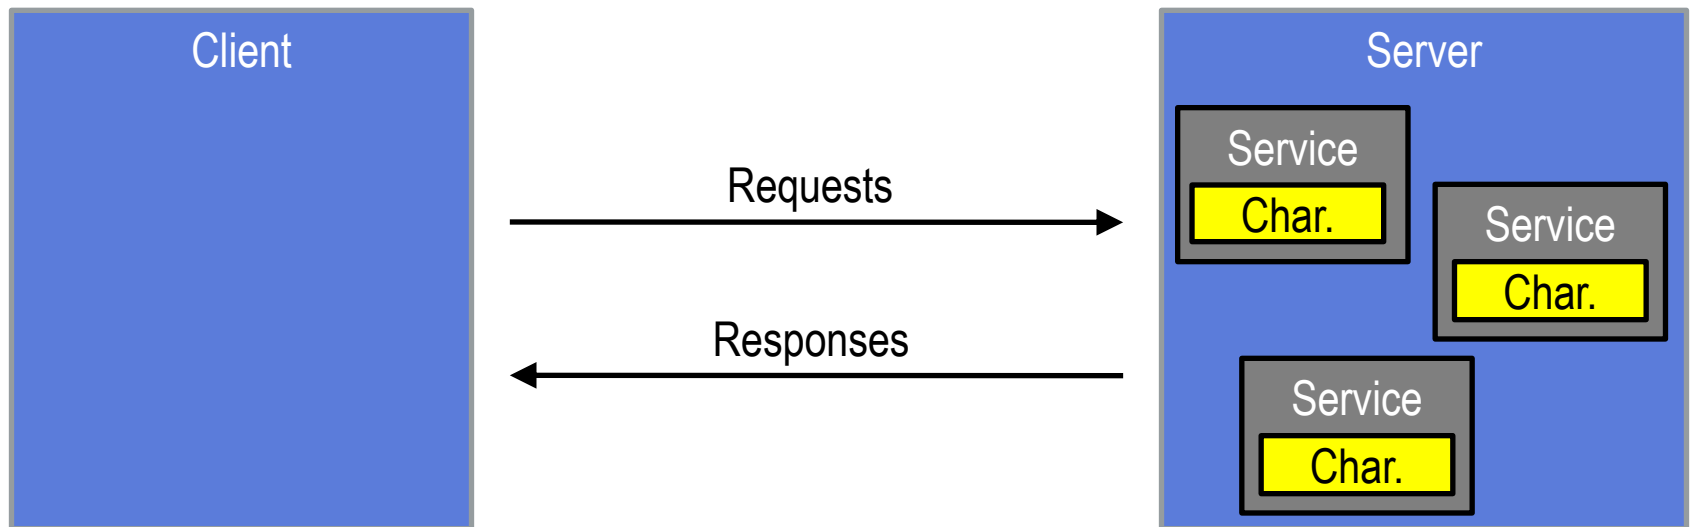 Client
Server
Service
Char.
Requests
Service
Char.
Responses
Service
Char.